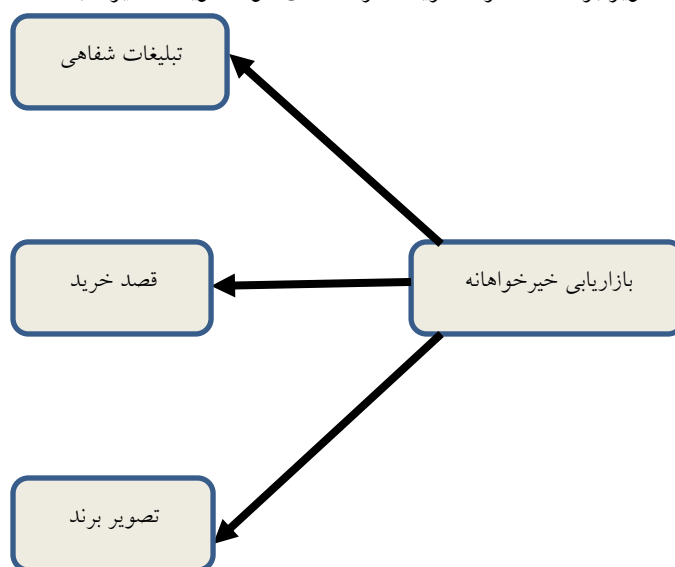 تبلیغات شفاهی
بازاریابی خیرخواهانه
قصد خرید
تصویر برند